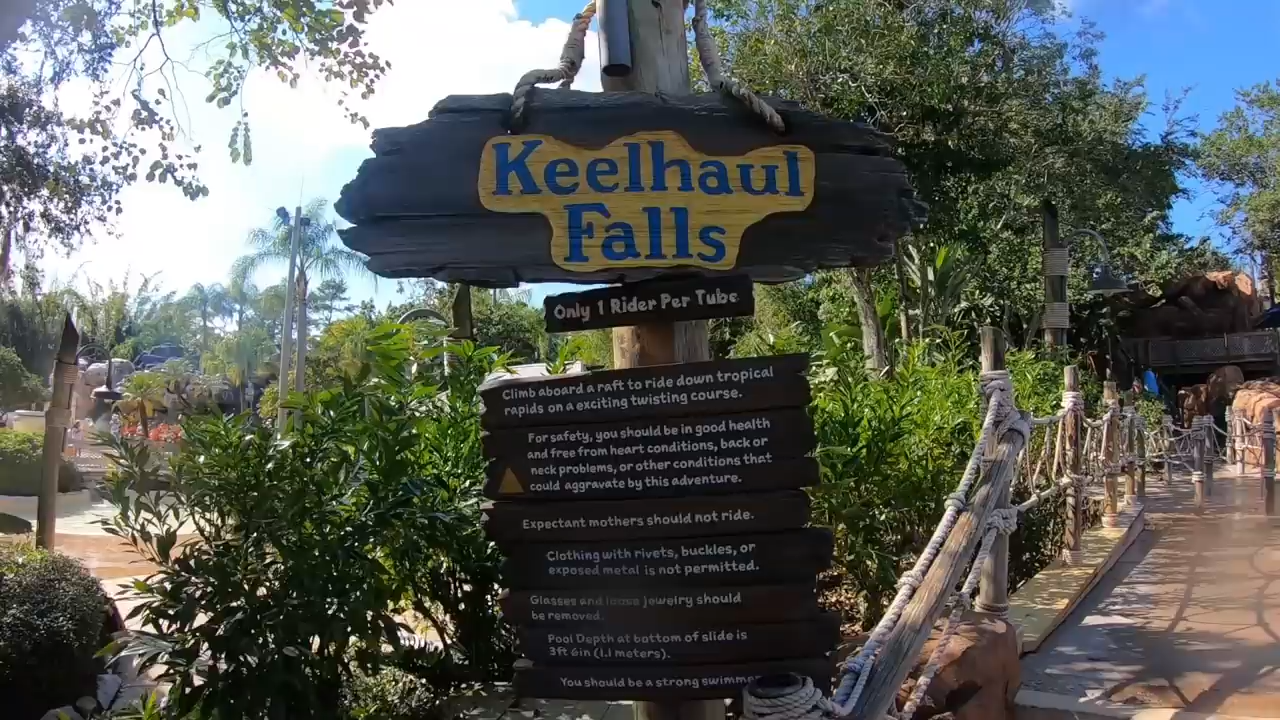 Keelhaul
Falls
Only 1 Rider Per Tube
Climb aboard a raft to ride down tropical
rapids on a exciting twisting course.
For safety, you should be in good health
and free from heart conditions, back or
neck problems, or other conditions that
could aggravate by this adventure.
Expectant mothers should not ride.
Clothing with rivets, buckles, or
exposed metal is not permitted.
Glasses and loose jewelry should
be removed.
Pool Depth at bottom of slide is
3ft 6in (1.1 meters).
You should be a strong swimmer